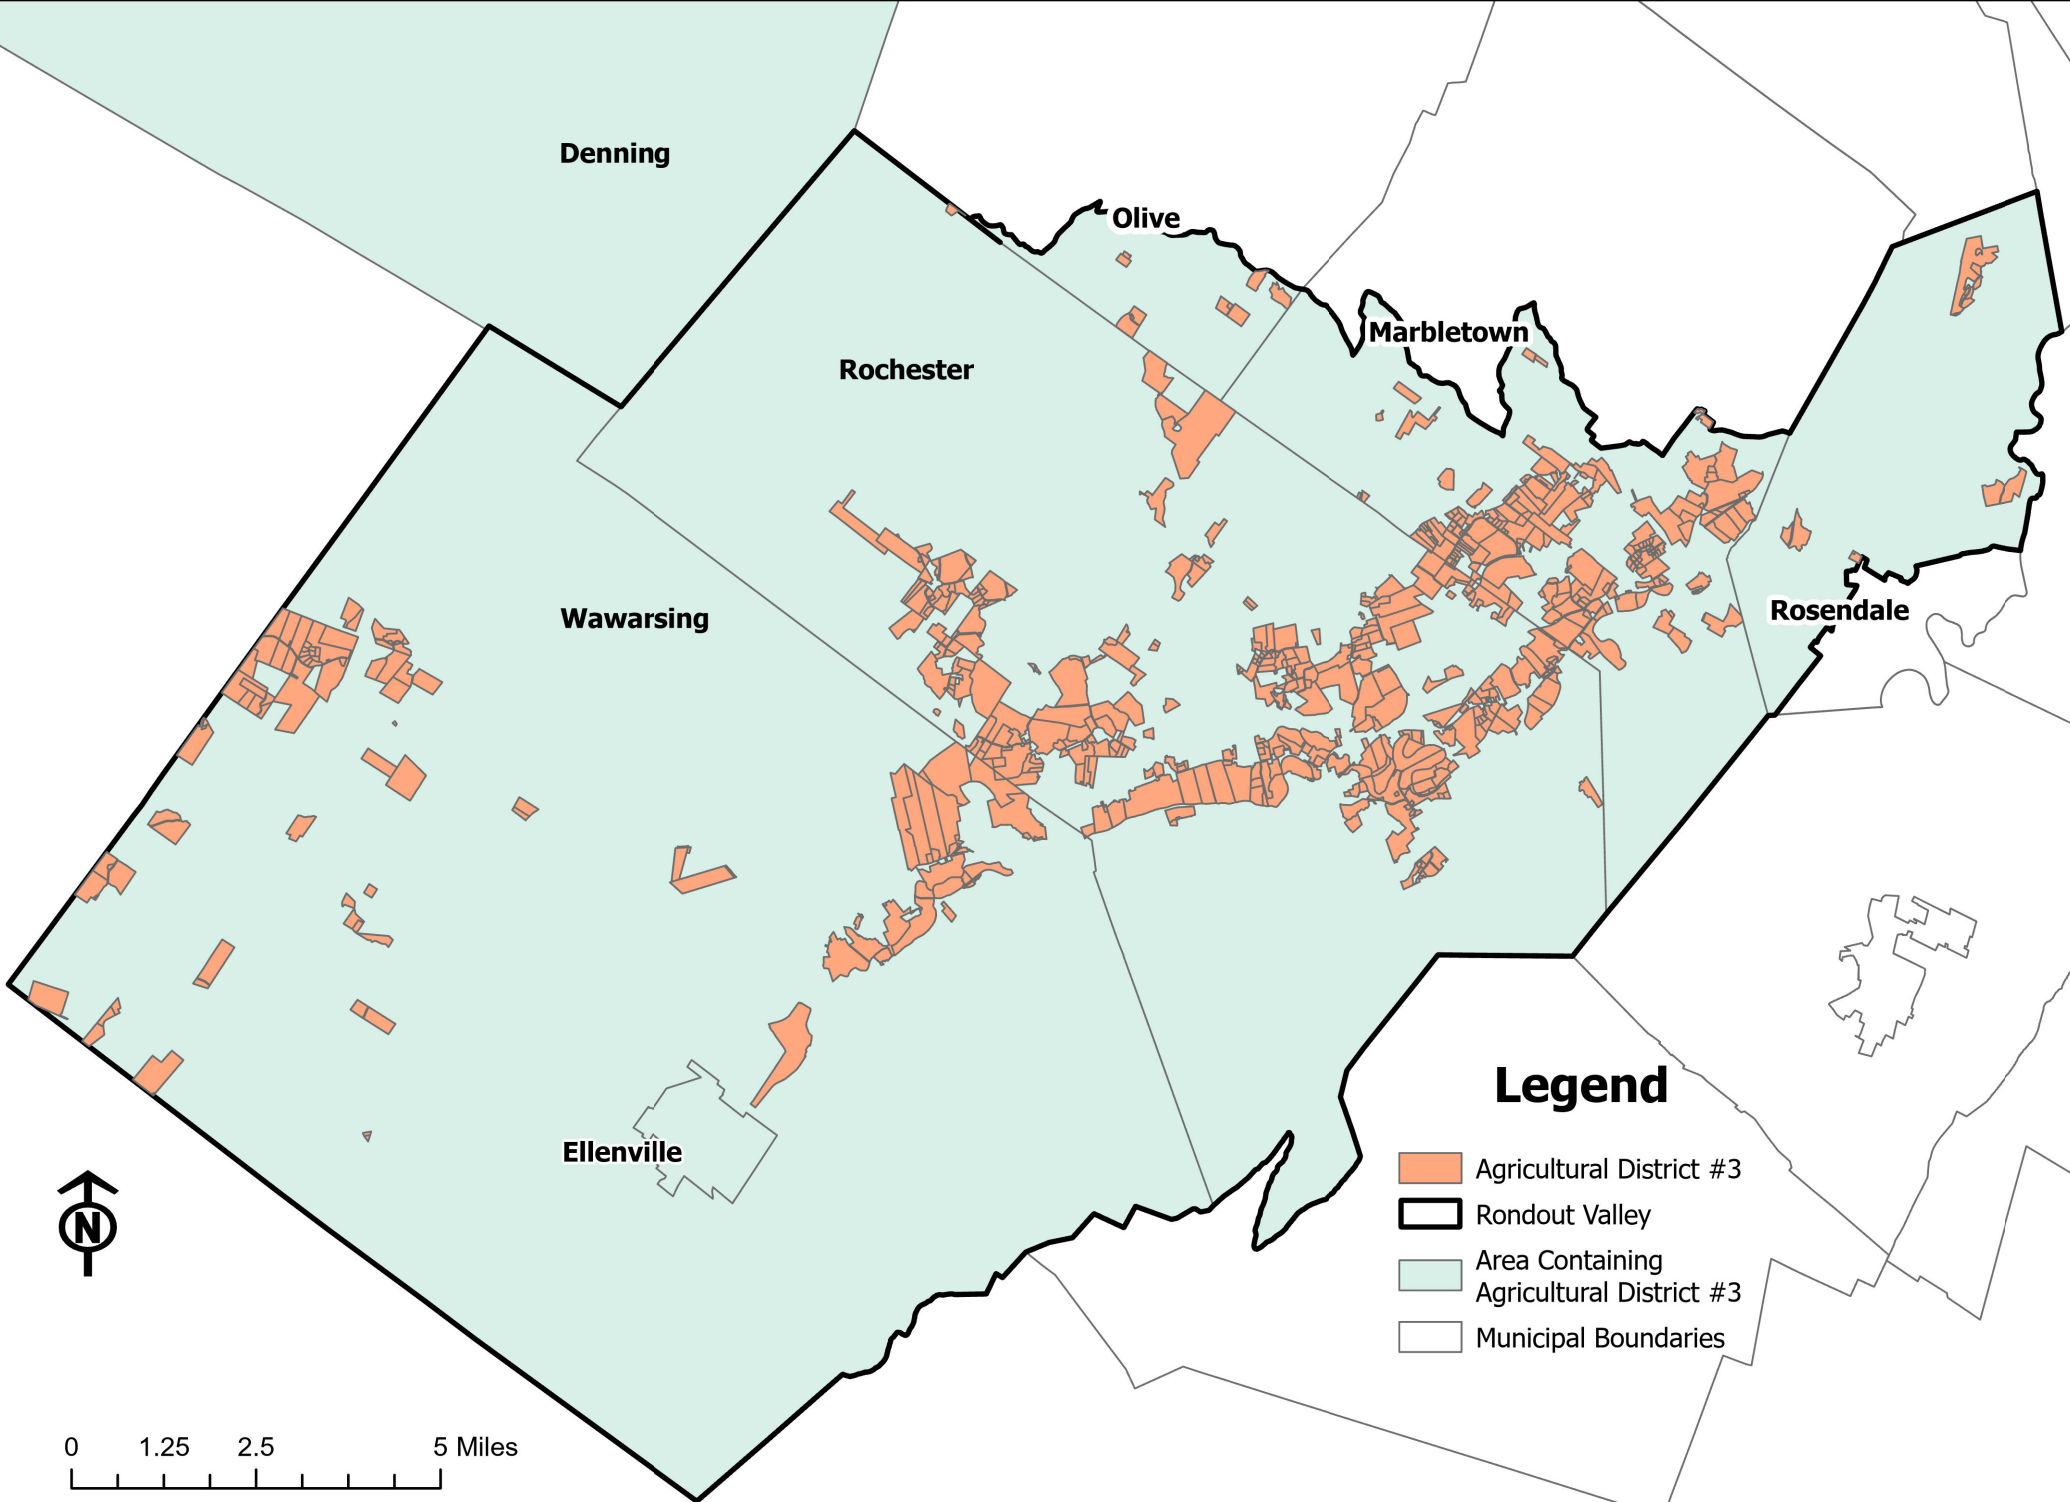 Denning
Olive
Marbletown
Rochester
Wawarsing
Rosendale
Ellenville
N
Legend
Agricultural District #3
Rondout Valley
Area Containing
Agricultural District #3
Municipal Boundaries
0 1.25 2.5 5 Miles